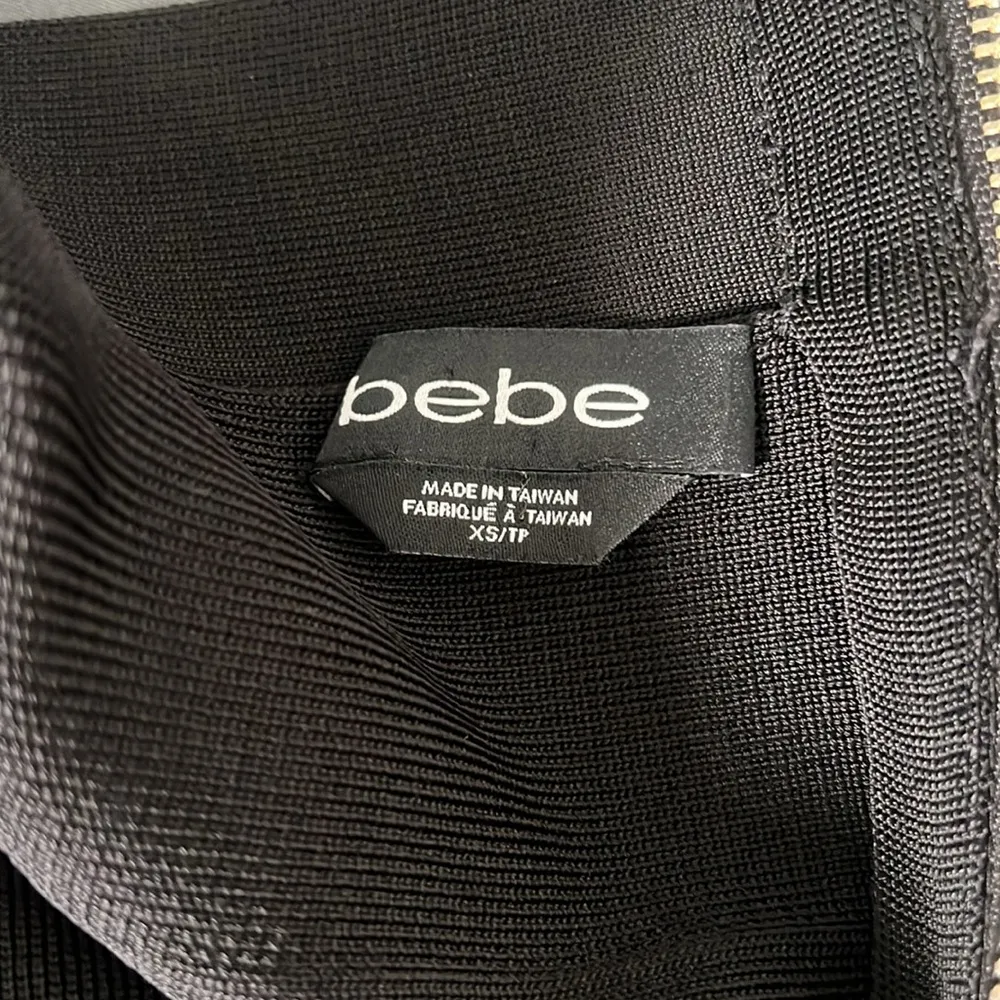 bebe
MADE IN TAIWAN
FABRIQUÉ À TAIWAN
XS/TP